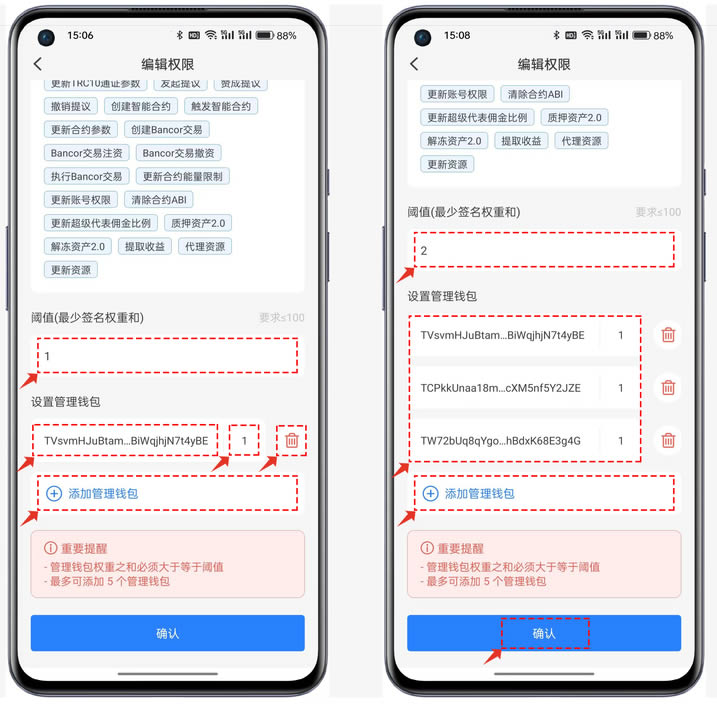 15:06
HD
5G
5G
88%
编辑权限
更新TRC10通证参数 发起提议 赞成提议
撤销提议 创建智能合约 触发智能合约
更新合约参数 创建Bancor交易
Bancor交易注资 Bancor交易撤资
执行Bancor交易 更新合约能量限制
更新账号权限 清除合约ABI
更新超级代表佣金比例 质押资产2.0
解冻资产2.0 提取收益 代理资源
更新资源
阈值(最少签名权重和) 要求≤100
1
设置管理钱包
TVsvmHJuBtam...BiWqjhjN7t4yBE 1
添加管理钱包
重要提醒
- 管理钱包权重之和必须大于等于阈值
- 最多可添加 5 个管理钱包
确认
15:08
HD
5G
5G
88%
编辑权限
更新账号权限 清除合约ABI
更新超级代表佣金比例 质押资产2.0
解冻资产2.0 提取收益 代理资源
更新资源
阈值(最少签名权重和) 要求≤100
2
设置管理钱包
TVsvmHJuBtam...BiWqjhjN7t4yBE 1
TCPkkUnaa18m...cXM5nf5Y2JZE 1
TW72bUq8qYgo...hBdxK68E3g4G 1
添加管理钱包
重要提醒
- 管理钱包权重之和必须大于等于阈值
- 最多可添加 5 个管理钱包
确认